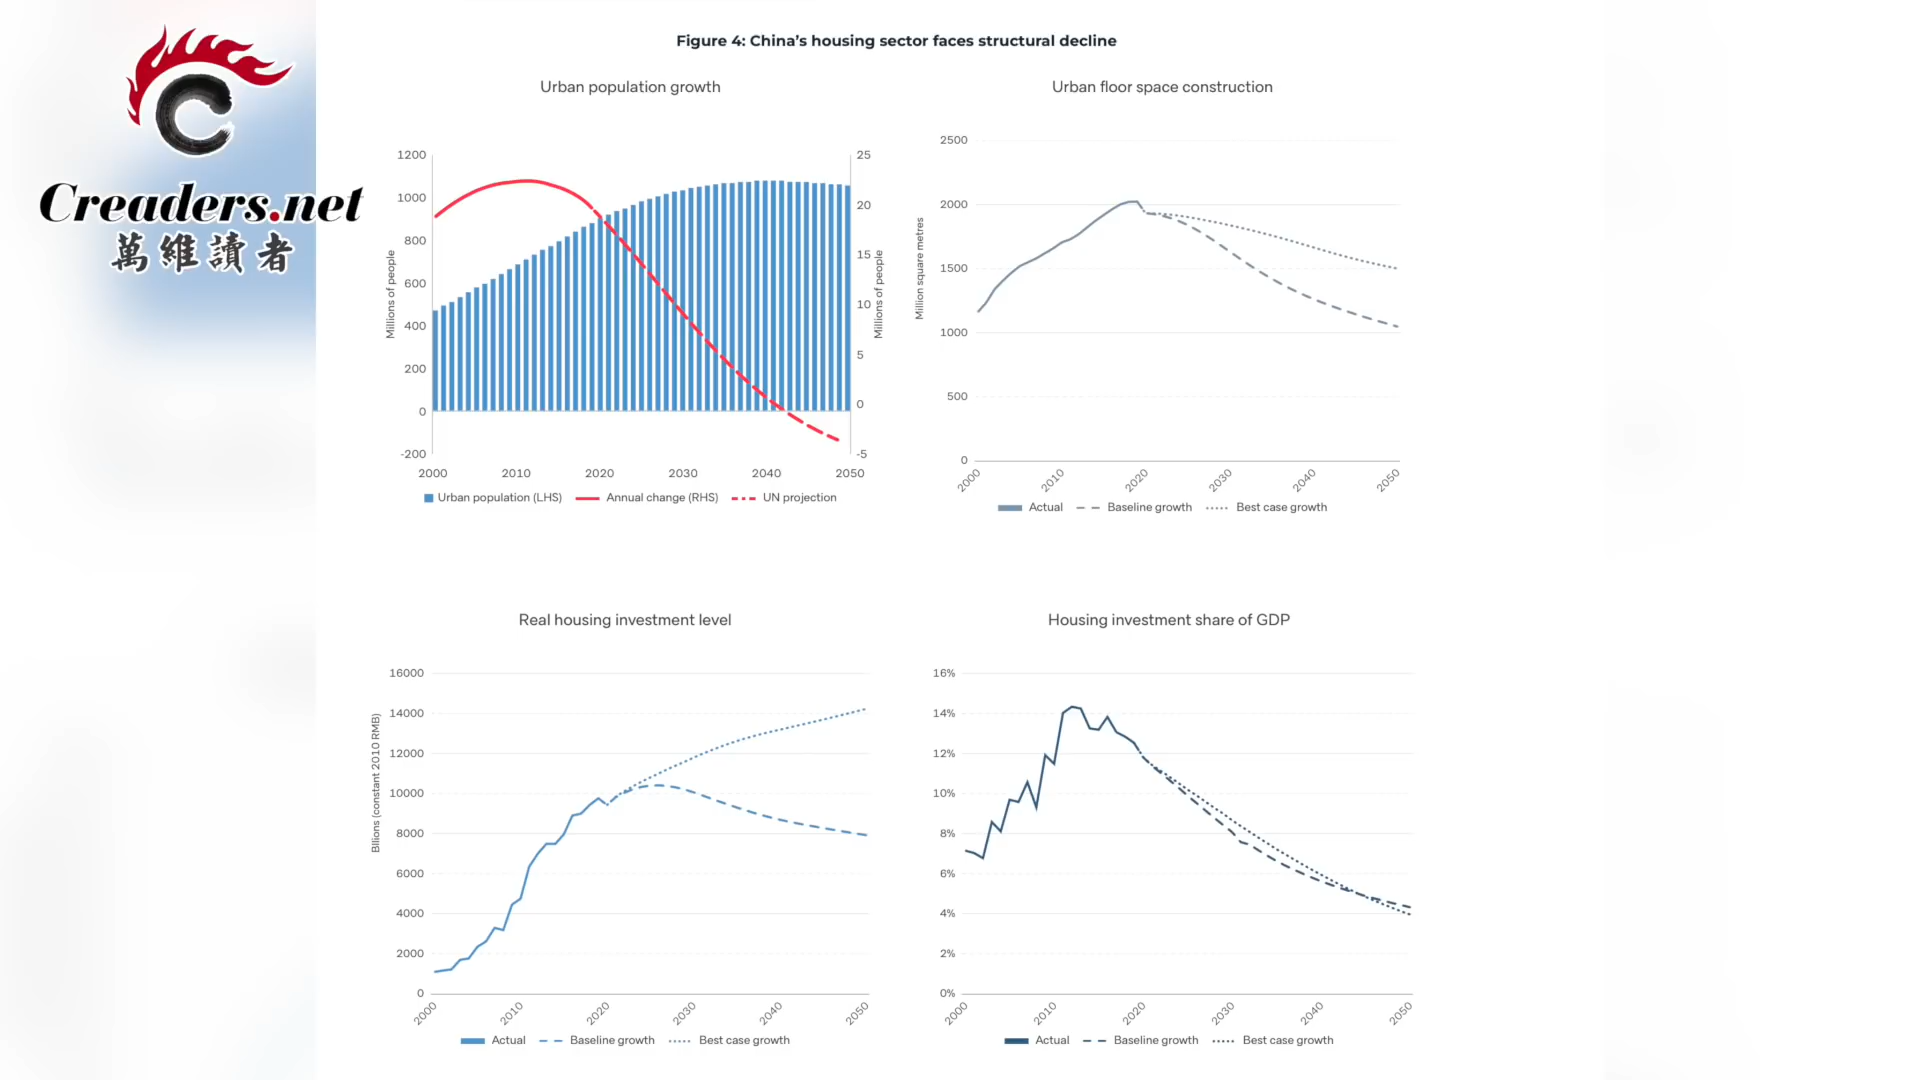 Creaders.net
萬維讀者
Figure 4: China's housing sector faces structural decline
Urban population growth
1200
1000
800
600
400
200
0
-200
Millions of people
25
20
15
10
5
0
-5
Millions of people
2000 2010 2020 2030 2040 2050
Urban population (LHS) Annual change (RHS) UN projection
Urban floor space construction
2500
2000
1500
1000
500
0
Million square metres
2000 2010 2020 2030 2040 2050
Actual Baseline growth Best case growth
Real housing investment level
16000
14000
12000
10000
8000
6000
4000
2000
0
Bllions (constant 2010 RMB)
2000 2010 2020 2030 2040 2050
Actual Baseline growth Best case growth
Housing investment share of GDP
16%
14%
12%
10%
8%
6%
4%
2%
0%
2000 2010 2020 2030 2040 2050
Actual Baseline growth Best case growth